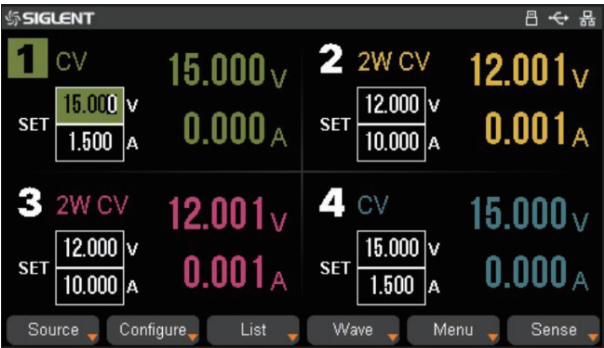 SIGLENT
1 CV 15.000 V
SET 15.000 V 0.000 A
1.500 A
2 2W CV 12.001 V
SET 12.000 V 0.001 A
10.000 A
3 2W CV 12.001 V
SET 12.000 V 0.001 A
10.000 A
4 CV 15.000 V
SET 15.000 V 0.000 A
1.500 A
Source Configure List Wave Menu Sense